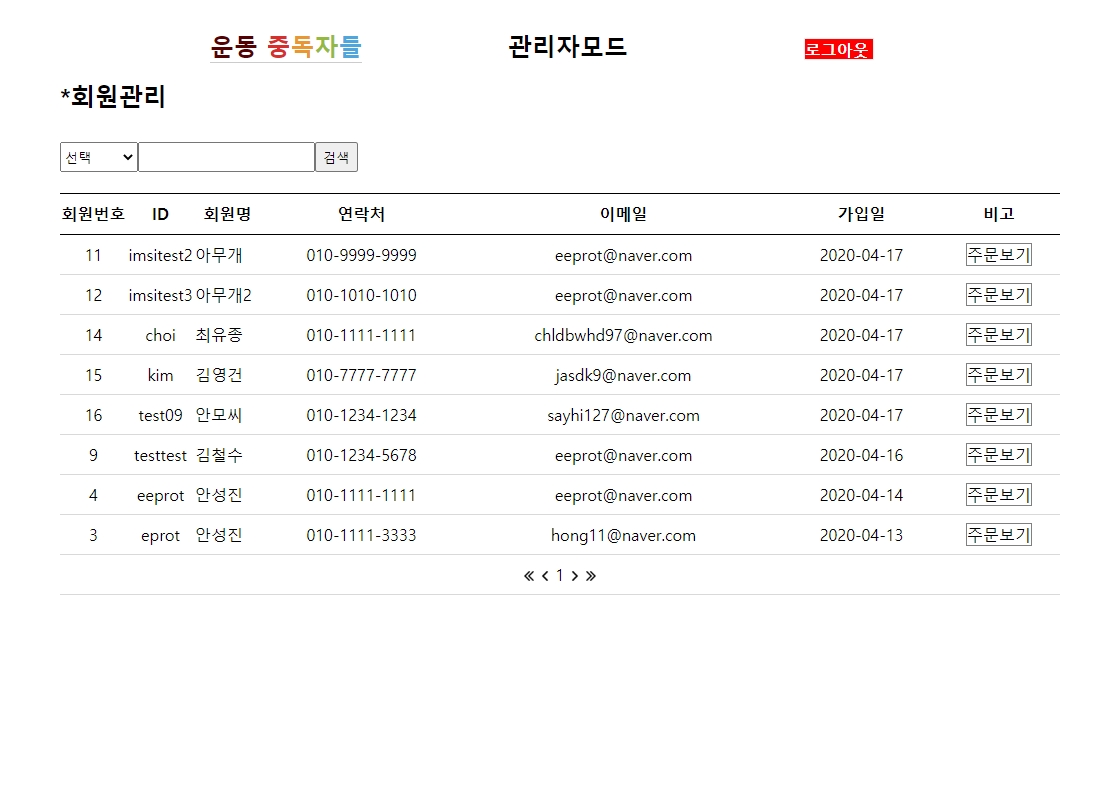 운동 중독자들 관리자모드 로그아웃
*회원관리
선택 검색
회원번호 ID 회원명 연락처 이메일 가입일 비고
11 imsitest2 아무개 010-9999-9999 eeprot@naver.com 2020-04-17 주문보기
12 imsitest3 아무개2 010-1010-1010 eeprot@naver.com 2020-04-17 주문보기
14 choi 최유종 010-1111-1111 chldbwhd97@naver.com 2020-04-17 주문보기
15 kim 김영건 010-7777-7777 jasdk9@naver.com 2020-04-17 주문보기
16 test09 안모씨 010-1234-1234 sayhi127@naver.com 2020-04-17 주문보기
9 testtest 김철수 010-1234-5678 eeprot@naver.com 2020-04-16 주문보기
4 eeprot 안성진 010-1111-1111 eeprot@naver.com 2020-04-14 주문보기
3 eprot 안성진 010-1111-3333 hong11@naver.com 2020-04-13 주문보기
« ‹ 1 › »